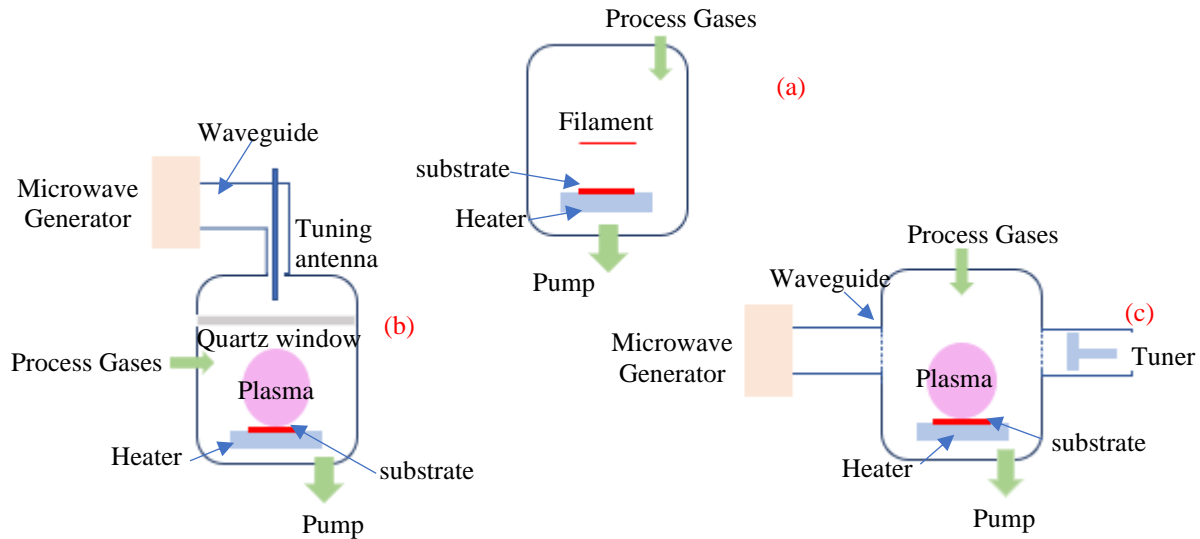 Process Gases
(a)
Filament
substrate
Heater
Pump
Waveguide
Microwave
Generator
Tuning
antenna
(b)
Quartz window
Process Gases
Plasma
Heater
substrate
Pump
Process Gases
Waveguide
(c)
Microwave
Generator
Tuner
Plasma
substrate
Heater
Pump